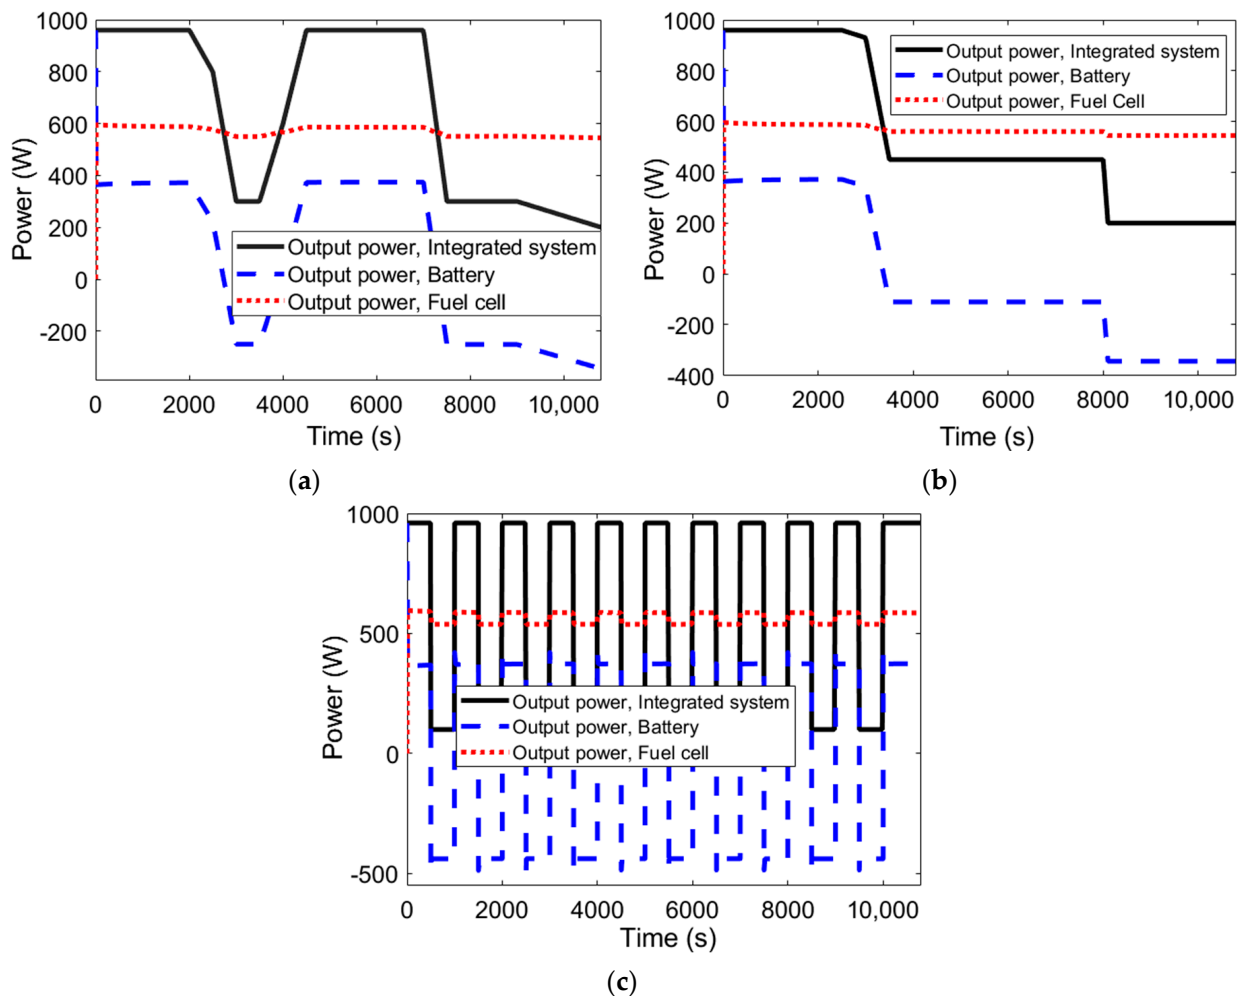 1000
800
600
400
200
0
-200
Power (W)
Output power, Integrated system
Output power, Battery
Output power, Fuel cell
0 2000 4000 6000 8000 10,000
Time (s)
(a)
1000
800
600
400
200
0
-200
-400
Power (W)
Output power, Integrated system
Output power, Battery
Output power, Fuel Cell
0 2000 4000 6000 8000 10,000
Time (s)
(b)
1000
500
0
-500
Power (W)
Output power, Integrated system
Output power, Battery
Output power, Fuel cell
0 2000 4000 6000 8000 10,000
Time (s)
(c)